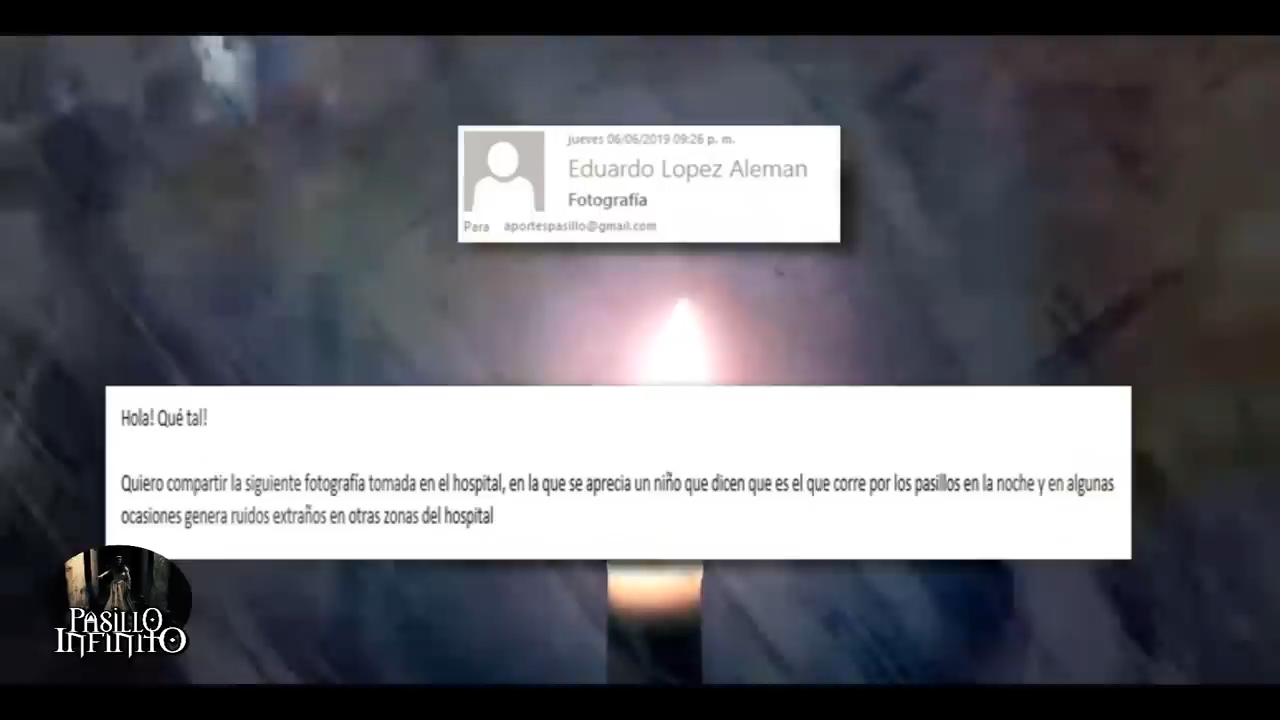 jueves 06/06/2019 09:26 p. m.
Eduardo Lopez Aleman
Fotografía
Para aportespasillo@gmail.com
Hola! Qué tal!
Quiero compartir la siguiente fotografía tomada en el hospital, en la que se aprecia un niño que dicen que es el que corre por los pasillos en la noche y en algunas
ocasiones genera ruidos extraños en otras zonas del hospital
PASILLO
INFINITO